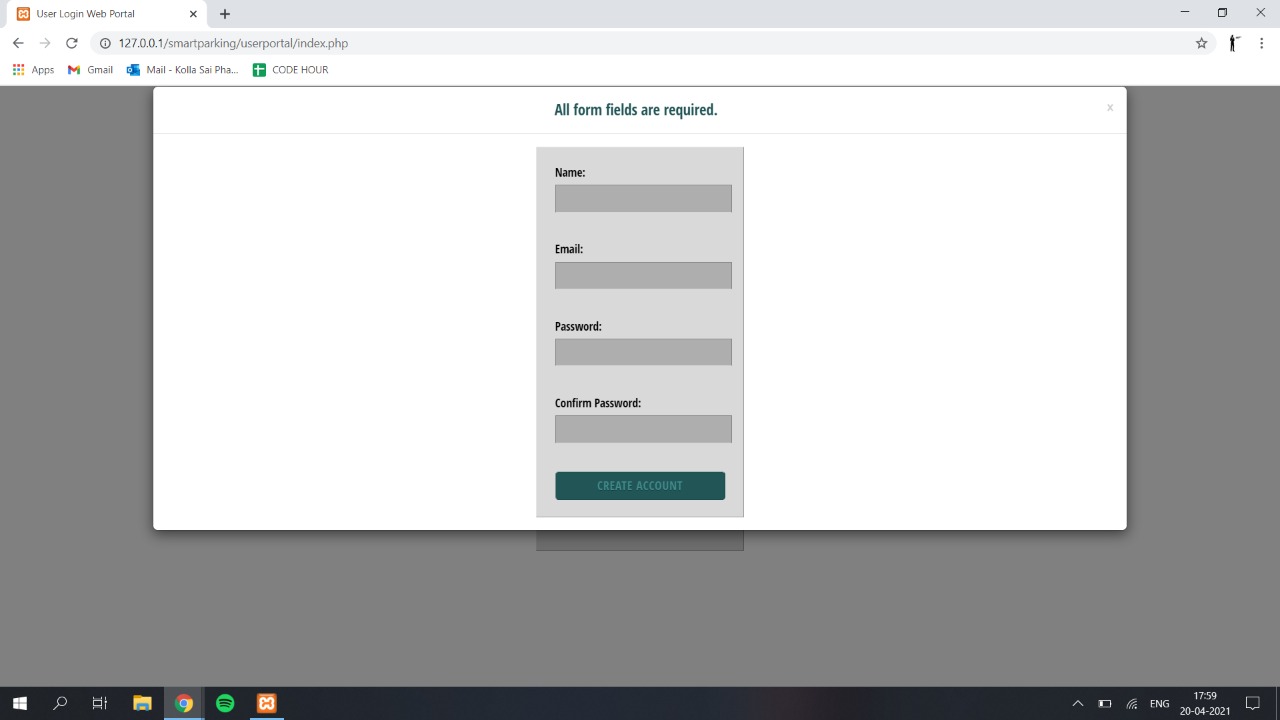 User Login Web Portal
127.0.0.1/smartparking/userportal/index.php
Apps Gmail Mail - Kolla Sai Pha... CODE HOUR
All form fields are required.
x
Name:
Email:
Password:
Confirm Password:
CREATE ACCOUNT
ENG
17:59
20-04-2021